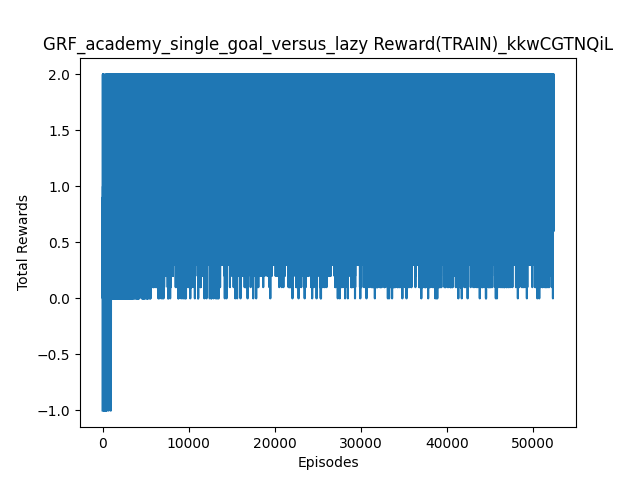 GRF_academy_single_goal_versus_lazy Reward(TRAIN)_kkwCGTNQiL
2.0
1.5
1.0
0.5
0.0
−0.5
−1.0
Total Rewards
0 10000 20000 30000 40000 50000
Episodes